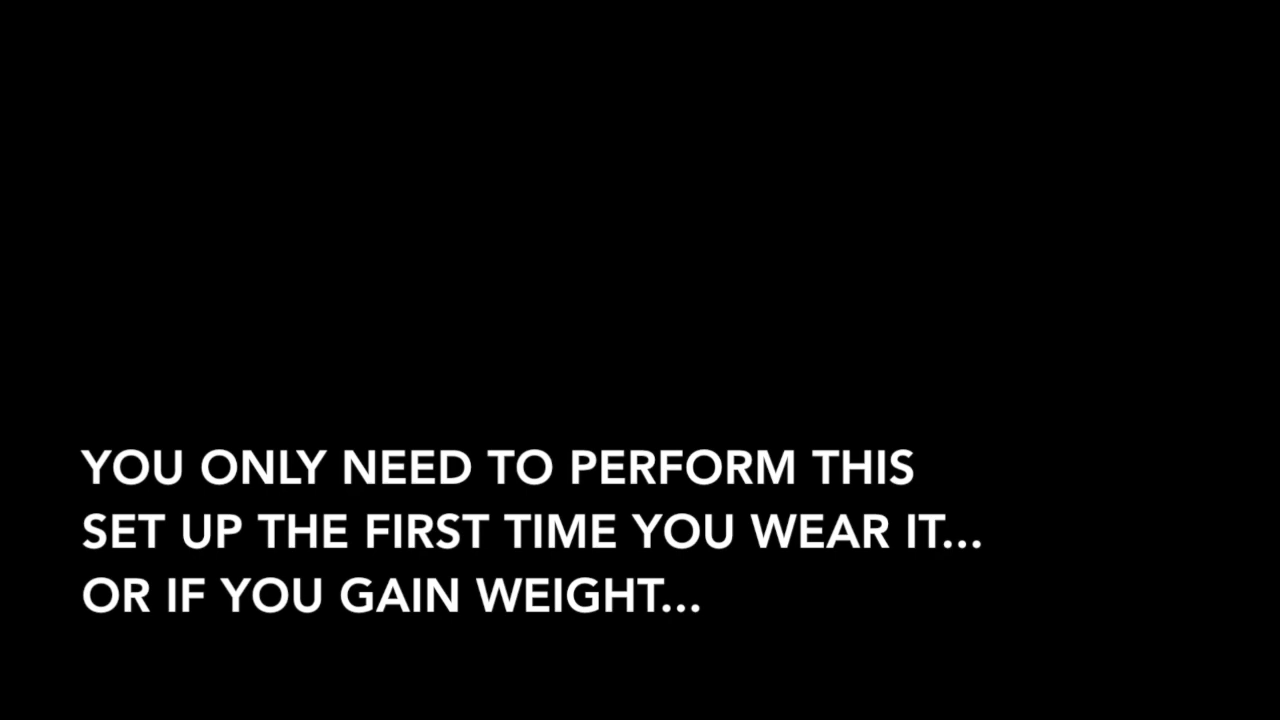 YOU ONLY NEED TO PERFORM THIS
SET UP THE FIRST TIME YOU WEAR IT...
OR IF YOU GAIN WEIGHT...